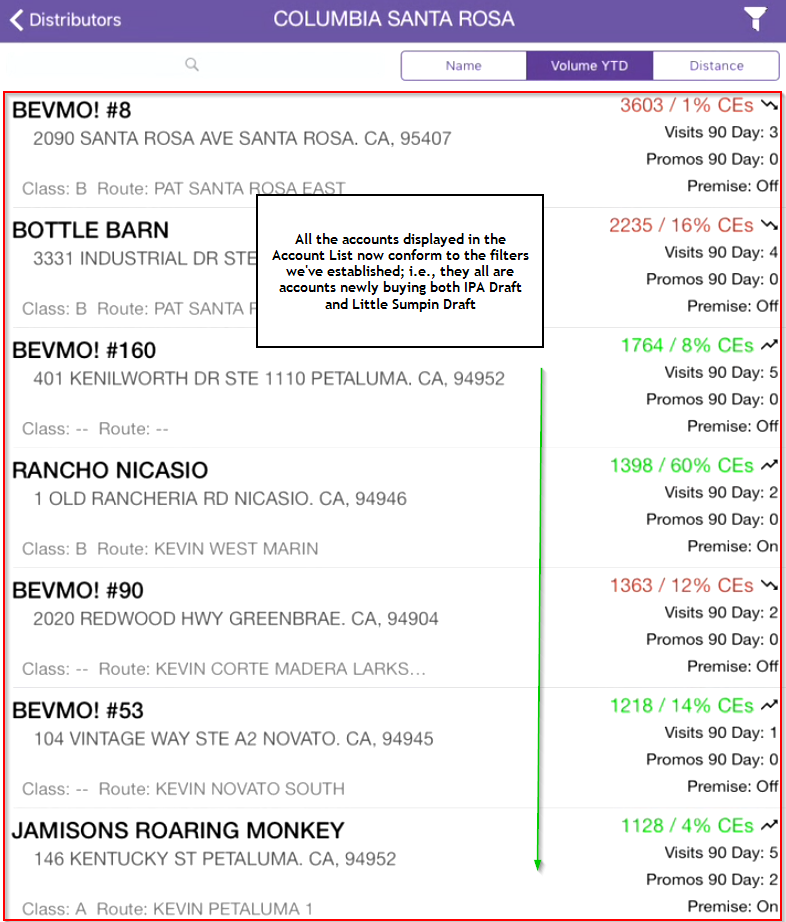 Distributors
COLUMBIA SANTA ROSA
Name
Volume YTD
Distance
BEVMO! #8
3603 / 1% CEs
2090 SANTA ROSA AVE SANTA ROSA. CA, 95407
Visits 90 Day: 3
Promos 90 Day: 0
Class: B Route: PAT SANTA ROSA EAST
Premise: Off
BOTTLE BARN
2235 / 16% CEs
3331 INDUSTRIAL DR STE
Visits 90 Day: 4
Promos 90 Day: 0
Class: B Route: PAT SANTA
Premise: Off
All the accounts displayed in the
Account List now conform to the filters
we've established; i.e., they all are
accounts newly buying both IPA Draft
and Little Sumpin Draft
BEVMO! #160
1764 / 8% CEs
401 KENILWORTH DR STE 1110 PETALUMA. CA, 94952
Visits 90 Day: 5
Promos 90 Day: 0
Class: -- Route: --
Premise: Off
RANCHO NICASIO
1398 / 60% CEs
1 OLD RANCHERIA RD NICASIO. CA, 94946
Visits 90 Day: 2
Promos 90 Day: 0
Class: B Route: KEVIN WEST MARIN
Premise: On
BEVMO! #90
1363 / 12% CEs
2020 REDWOOD HWY GREENBRAE. CA, 94904
Visits 90 Day: 2
Promos 90 Day: 0
Class: -- Route: KEVIN CORTE MADERA LARKS...
Premise: Off
BEVMO! #53
1218 / 14% CEs
104 VINTAGE WAY STE A2 NOVATO. CA, 94945
Visits 90 Day: 1
Promos 90 Day: 0
Class: -- Route: KEVIN NOVATO SOUTH
Premise: Off
JAMISONS ROARING MONKEY
1128 / 4% CEs
146 KENTUCKY ST PETALUMA. CA, 94952
Visits 90 Day: 5
Promos 90 Day: 2
Class: A Route: KEVIN PETALUMA 1
Premise: On